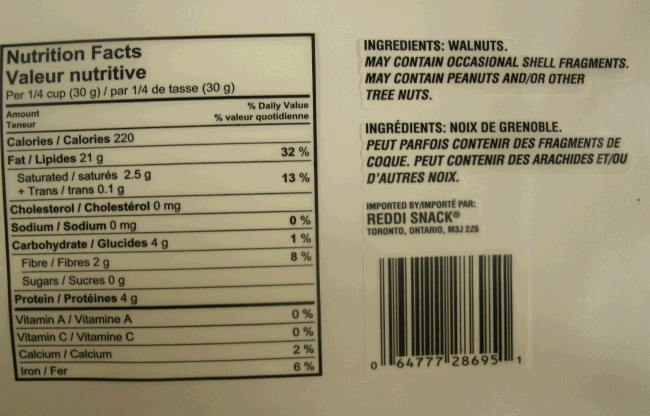 Nutrition Facts
Valeur nutritive
Per 1/4 cup (30 g) / par 1/4 de tasse (30 g)
Amount % Daily Value
Teneur % valeur quotidienne
Calories / Calories 220
Fat / Lipides 21 g 32 %
Saturated / saturés 2.5 g 13 %
+ Trans / trans 0.1 g
Cholesterol / Cholestérol 0 mg
Sodium / Sodium 0 mg 0 %
Carbohydrate / Glucides 4 g 1 %
Fibre / Fibres 2 g 8 %
Sugars / Sucres 0 g
Protein / Protéines 4 g
Vitamin A / Vitamine A 0 %
Vitamin C / Vitamine C 0 %
Calcium / Calcium 2 %
Iron / Fer 6 %
INGREDIENTS: WALNUTS.
MAY CONTAIN OCCASIONAL SHELL FRAGMENTS.
MAY CONTAIN PEANUTS AND/OR OTHER
TREE NUTS.
INGRÉDIENTS: NOIX DE GRENOBLE.
PEUT PARFOIS CONTENIR DES FRAGMENTS DE
COQUE. PEUT CONTENIR DES ARACHIDES ET/OU
D'AUTRES NOIX.
IMPORTED BY/IMPORTÉ PAR:
REDDI SNACK®
TORONTO, ONTARIO, M3J 2Z6
0 64777 28695 1